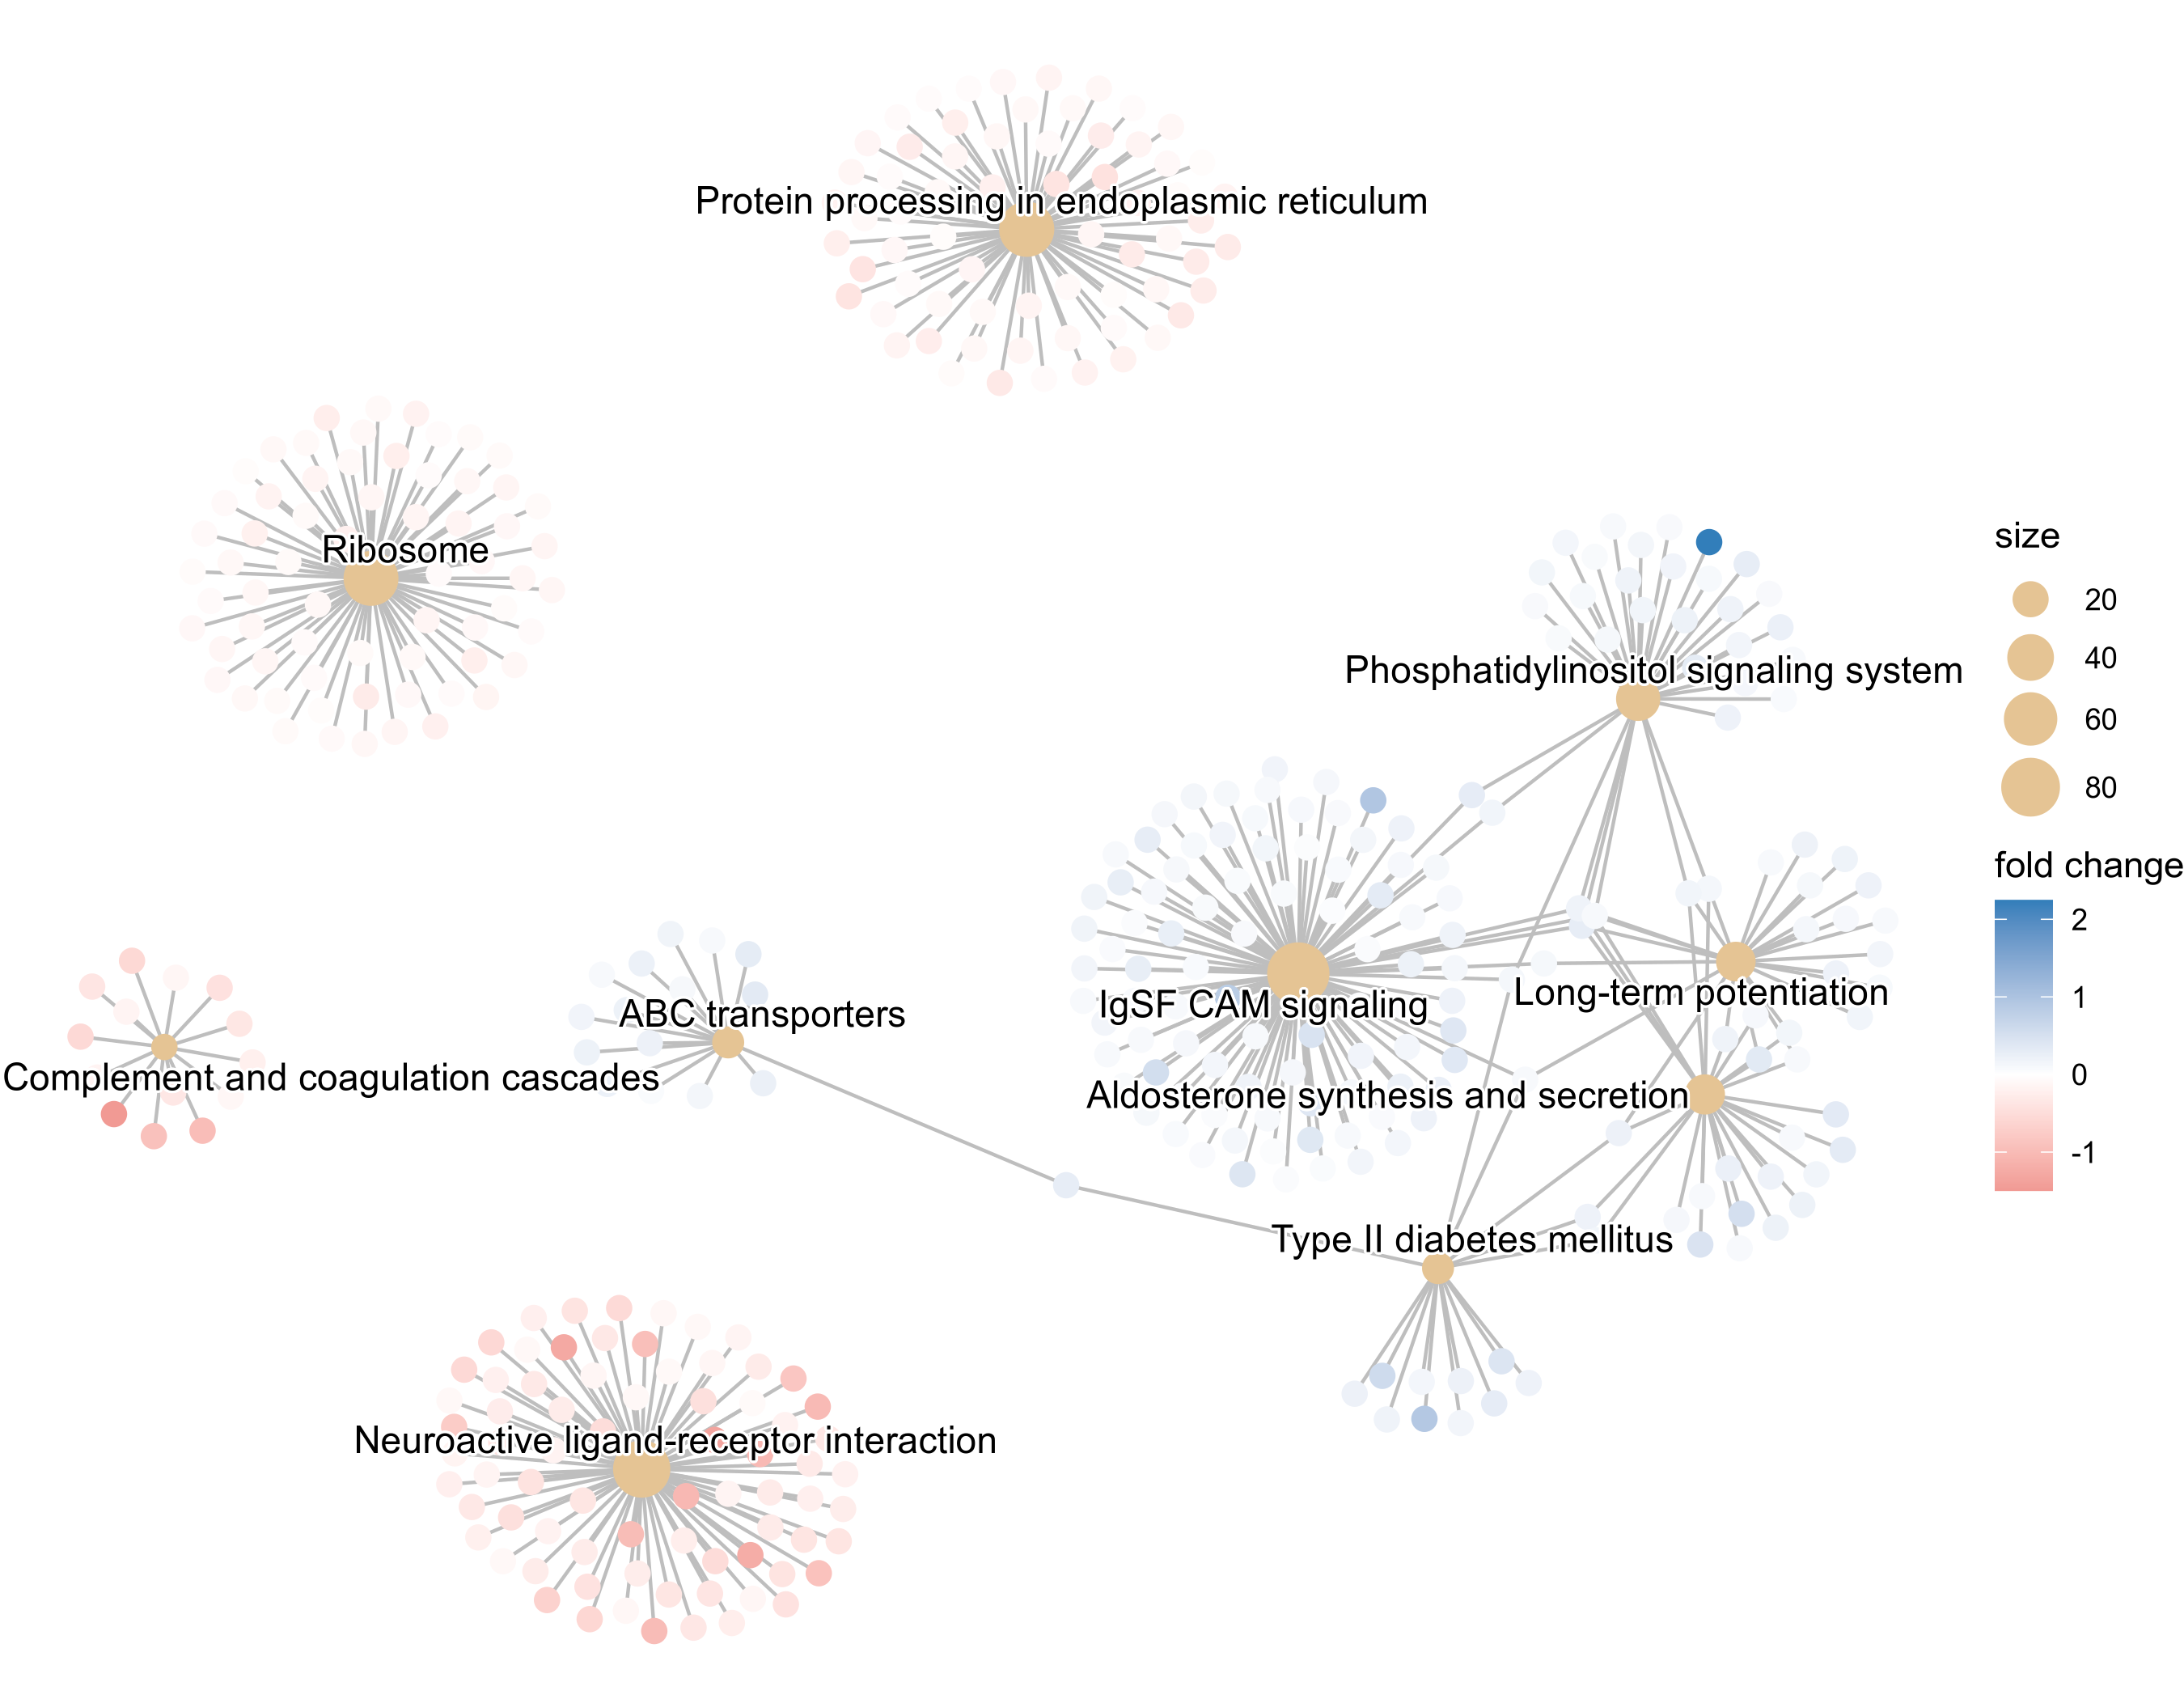 Protein processing in endoplasmic reticulum
Ribosome
Phosphatidylinositol signaling system
IgSF CAM signaling
Long-term potentiation
ABC transporters
Complement and coagulation cascades
Aldosterone synthesis and secretion
Type II diabetes mellitus
Neuroactive ligand-receptor interaction
size
20
40
60
80
fold change
2
1
0
-1